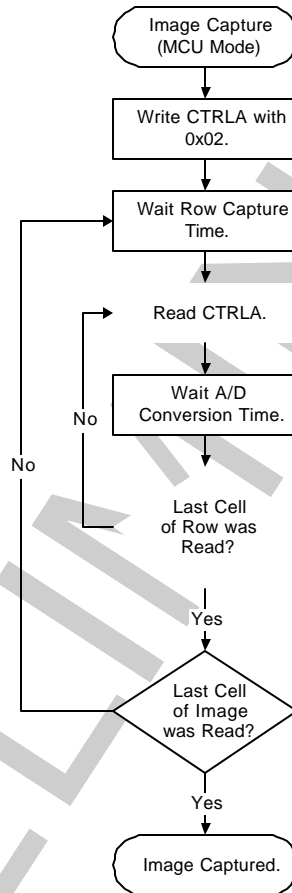 Image Capture
(MCU Mode)
Write CTRLA with
0x02.
Wait Row Capture
Time.
Read CTRLA.
Wait A/D
Conversion Time.
No
No
Last Cell
of Row was
Read?
Yes
Last Cell
of Image
was Read?
Yes
Image Captured.